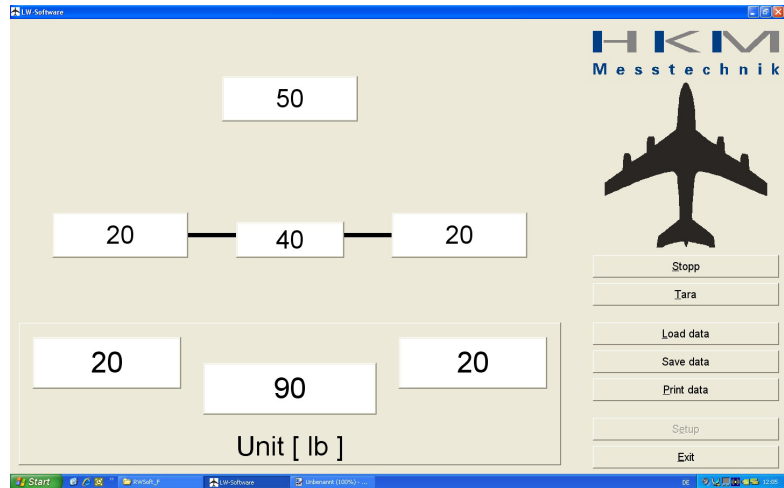 LW-Software
HKM
Messtechnik
50
20 40 20
Stopp
Tara
Load data
Save data
Print data
Setup
Exit
20 90 20
Unit [ lb ]
Start RWSoft_F LW-Software Unbenannt (100%) - ... DE 12:05